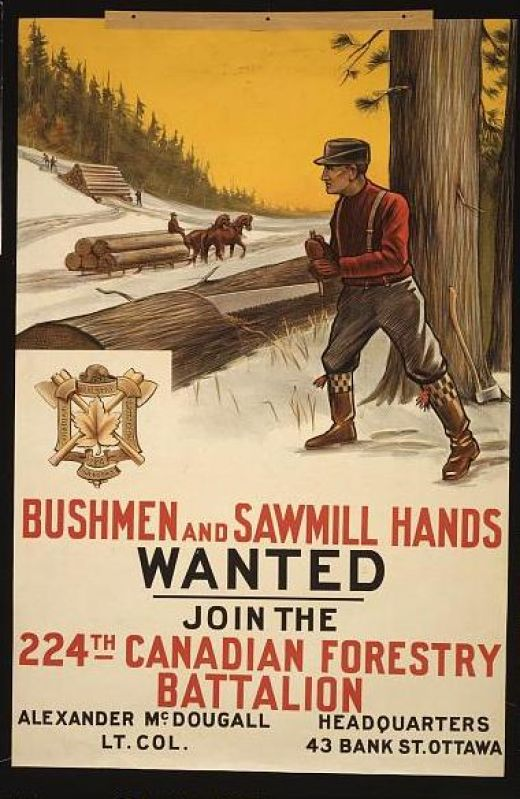 BUSHMEN AND SAWMILL HANDS
WANTED
JOIN THE
224TH CANADIAN FORESTRY
BATTALION
ALEXANDER McDOUGALL
LT. COL.
HEADQUARTERS
43 BANK ST. OTTAWA